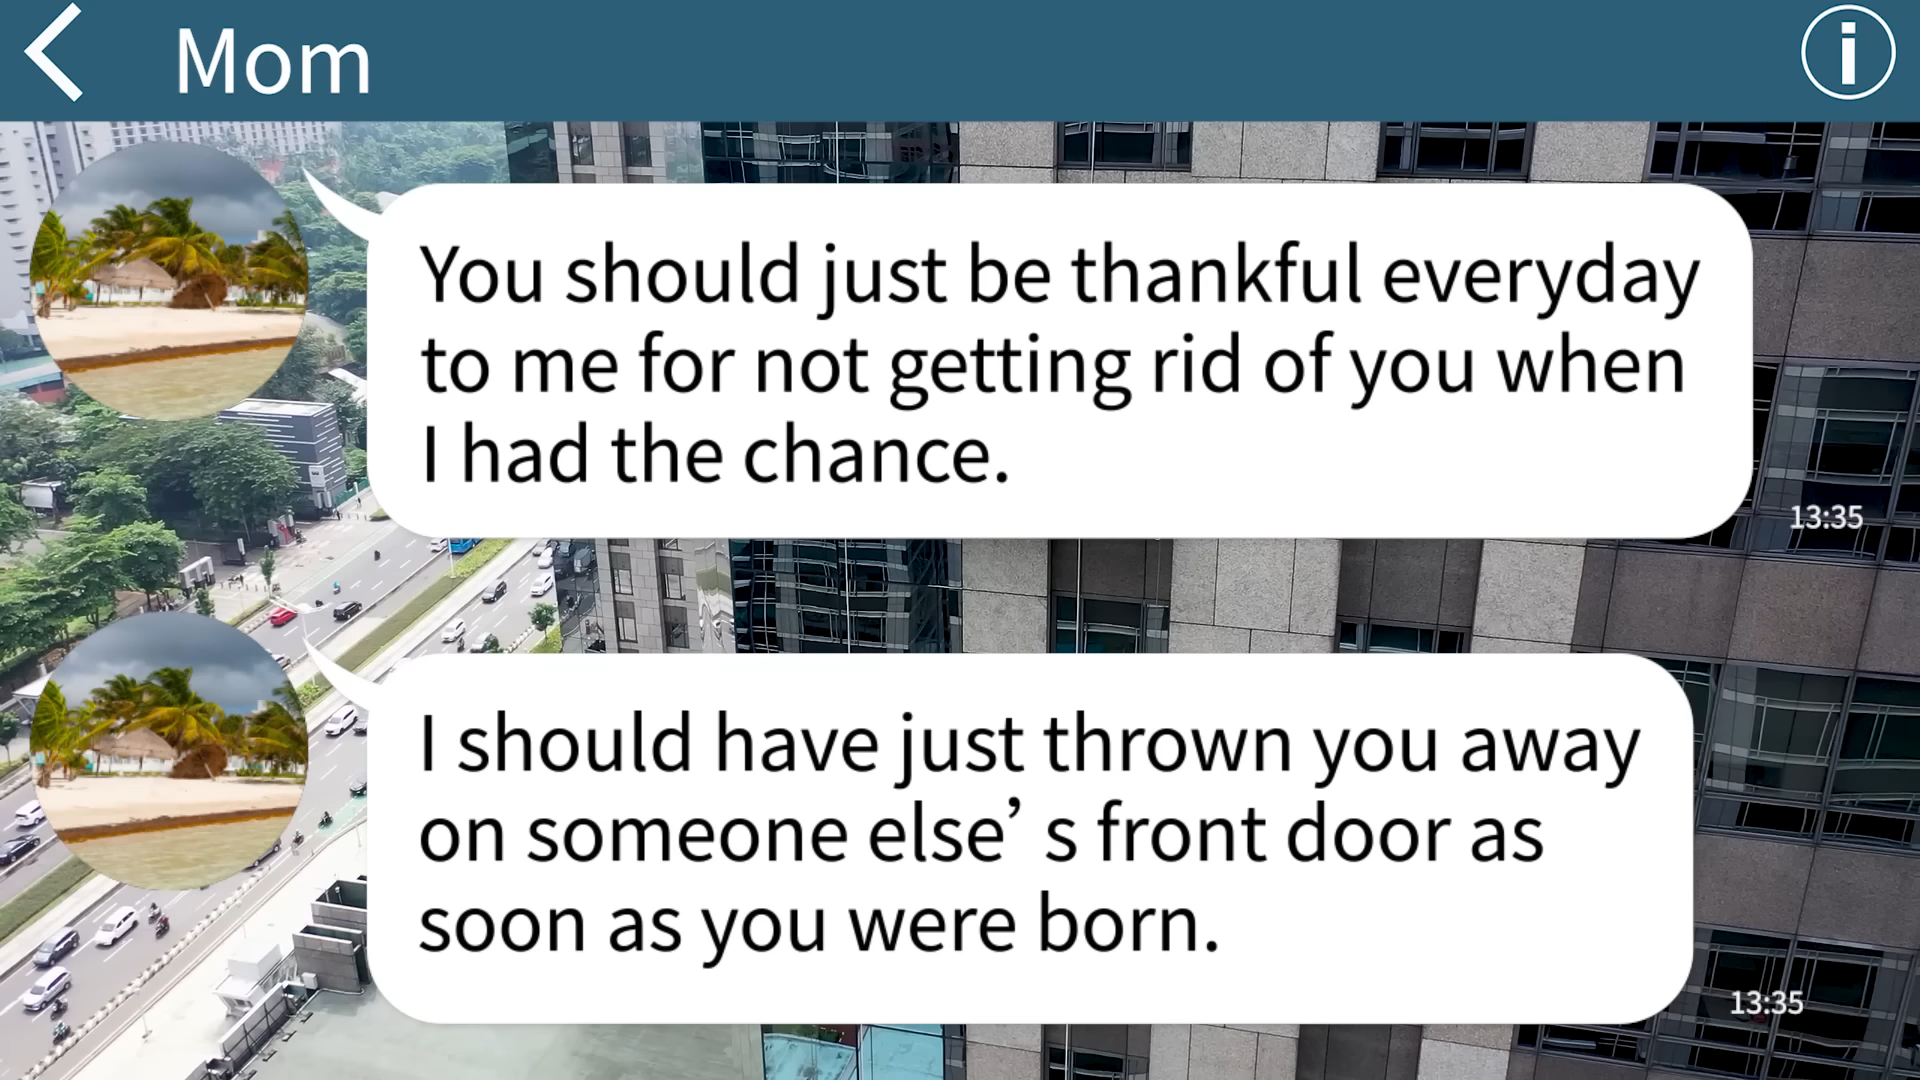 Mom
You should just be thankful everyday
to me for not getting rid of you when
I had the chance.
13:35
I should have just thrown you away
on someone else’ s front door as
soon as you were born.
13:35